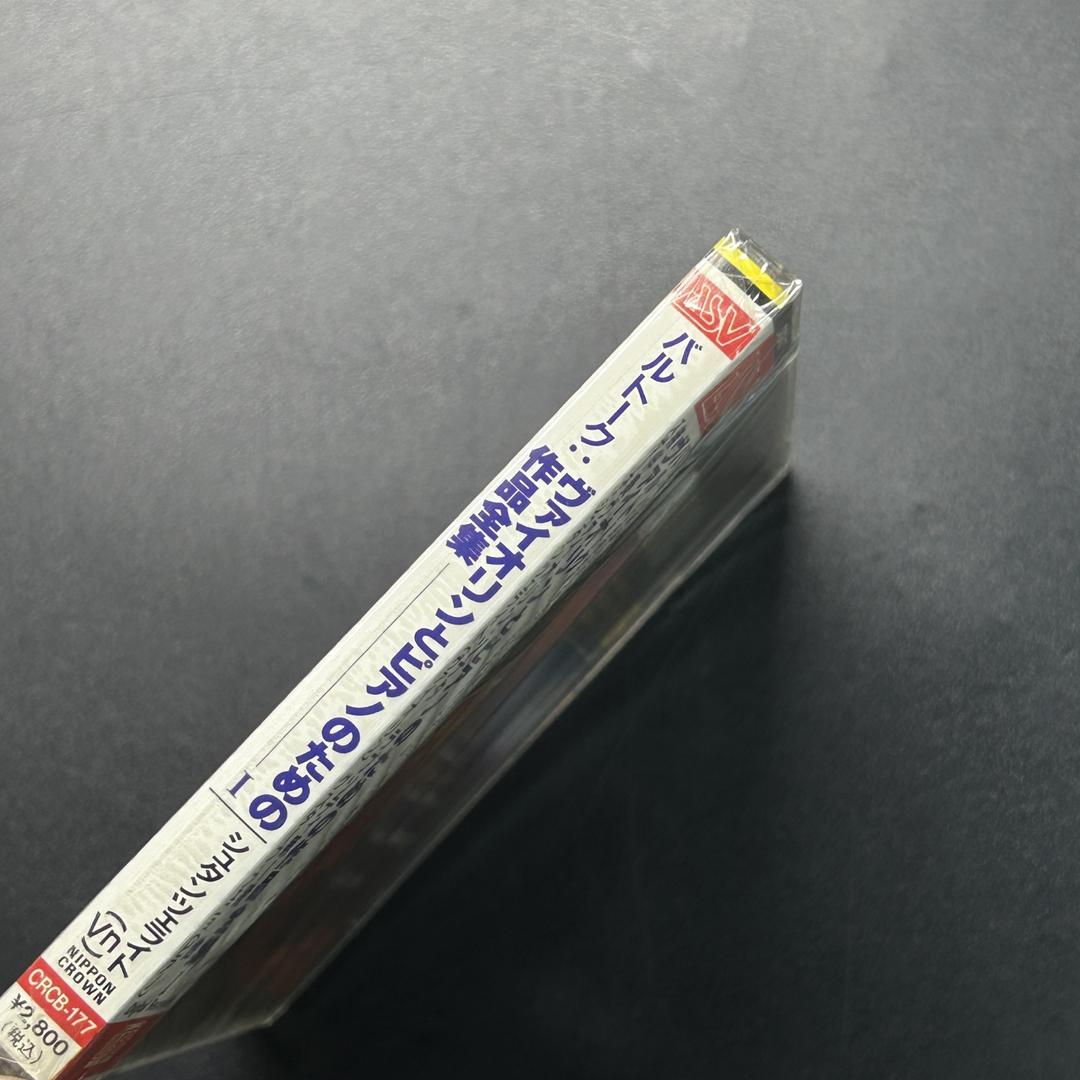 ASV
バルトーク:
ヴァイオリンとピアノのための
作品全集 I
シュタンツェライト
(Vn)
NIPPON
CROWN
CRCB-177
¥2,800
(税込)